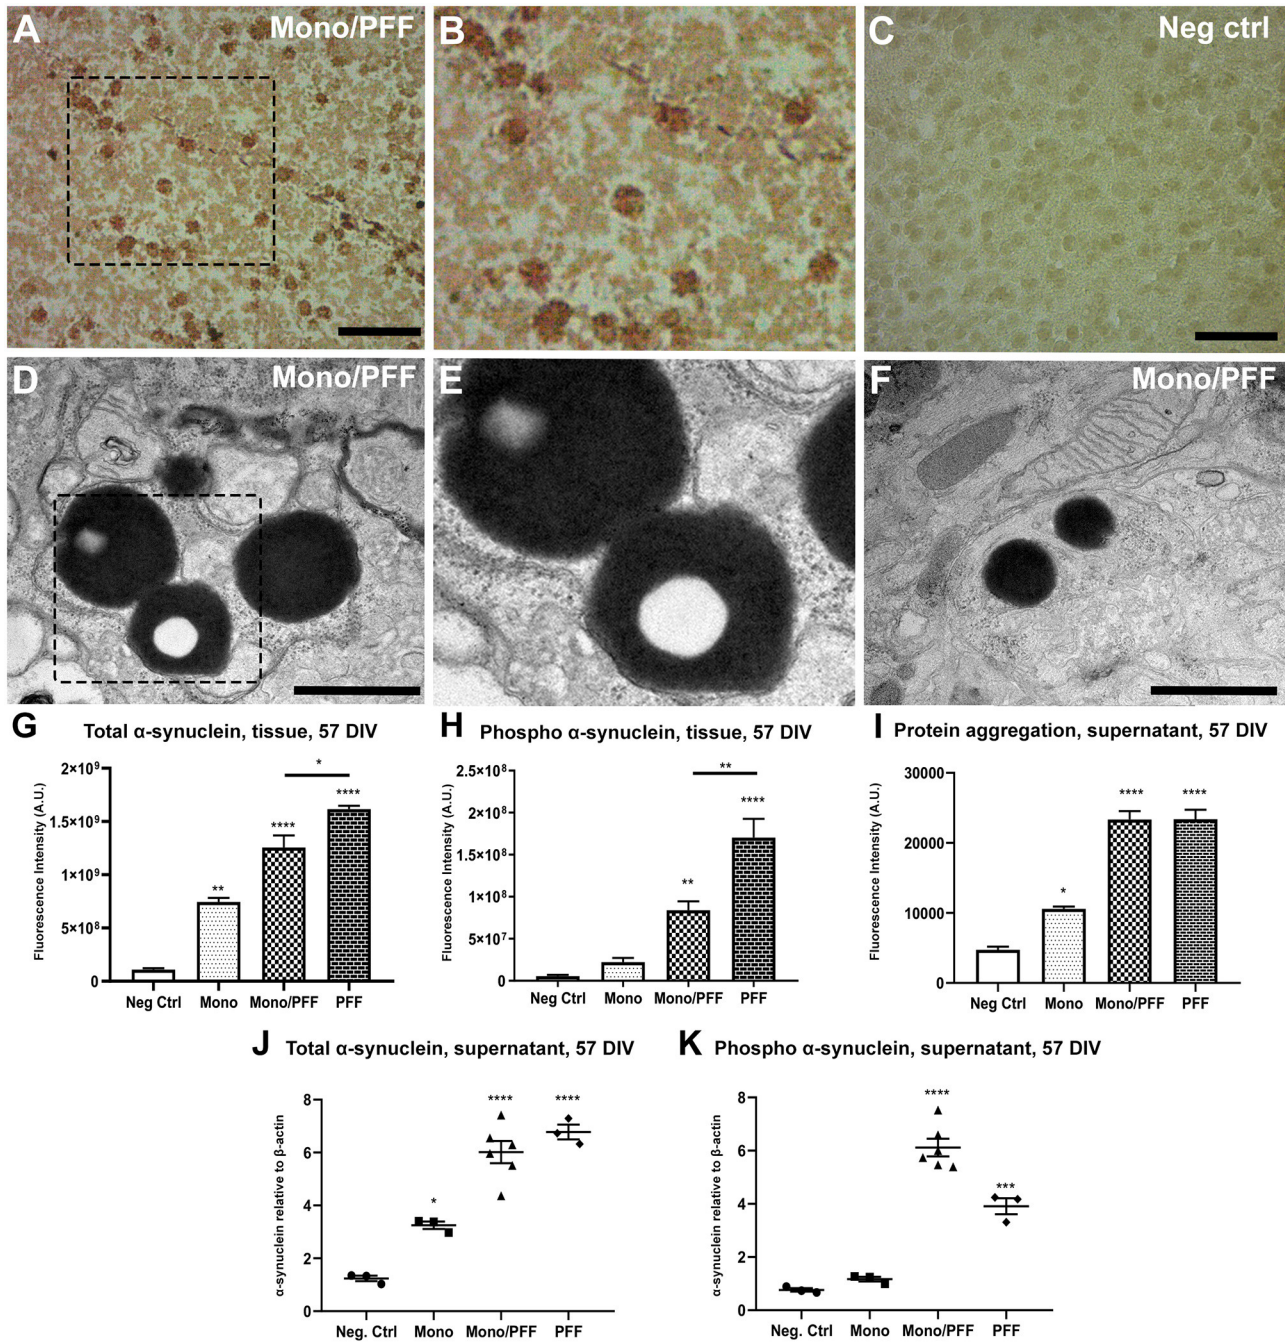 A Mono/PFF
B
C Neg ctrl
D Mono/PFF
E
F Mono/PFF
G Total α-synuclein, tissue, 57 DIV
Fluorescence Intensity (A.U.)
2×10⁹
1.5×10⁹
1×10⁹
5×10⁸
0
**
****
****
*
Neg Ctrl Mono Mono/PFF PFF
H Phospho α-synuclein, tissue, 57 DIV
Fluorescence Intensity (A.U.)
2.5×10⁸
2×10⁸
1.5×10⁸
1×10⁸
5×10⁷
0
**
****
**
Neg Ctrl Mono Mono/PFF PFF
I Protein aggregation, supernatant, 57 DIV
Fluorescence Intensity (A.U.)
30000
20000
10000
0
*
****
****
Neg Ctrl Mono Mono/PFF PFF
J Total α-synuclein, supernatant, 57 DIV
α-synuclein relative to β-actin
8
6
4
2
0
*
****
****
Neg. Ctrl Mono Mono/PFF PFF
K Phospho α-synuclein, supernatant, 57 DIV
α-synuclein relative to β-actin
8
6
4
2
0
****
***
Neg. Ctrl Mono Mono/PFF PFF